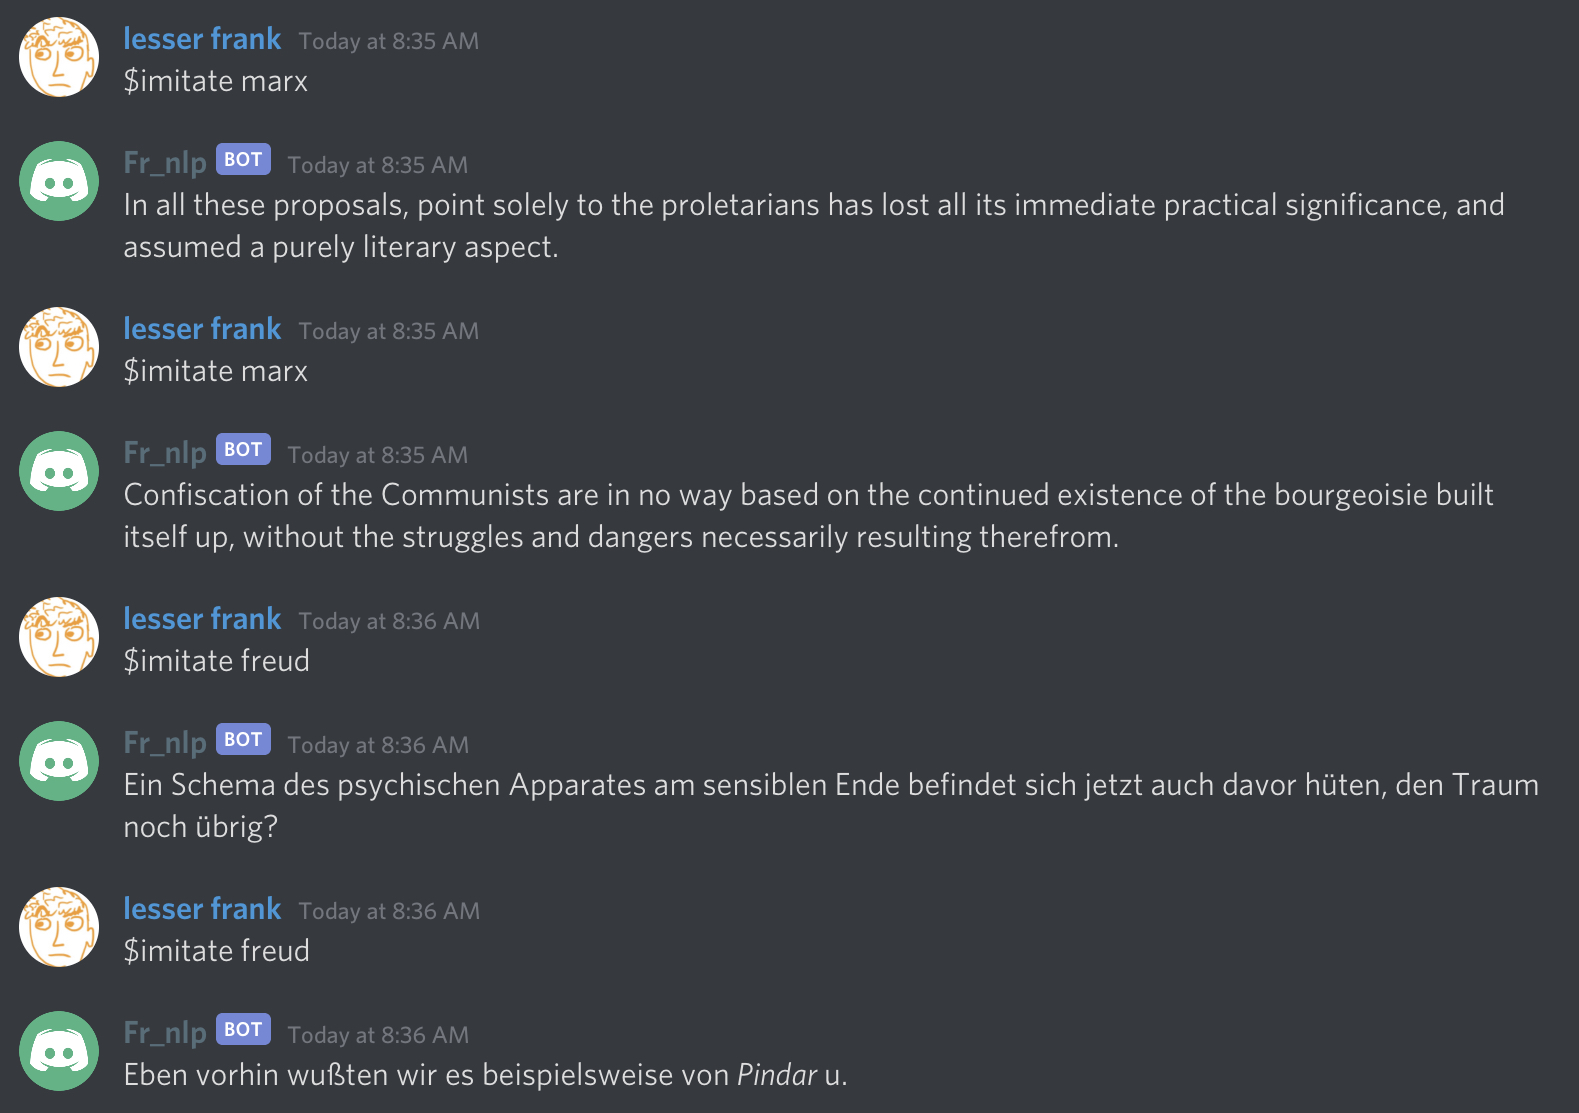 lesser frank Today at 8:35 AM
$imitate marx
Fr_nlp BOT Today at 8:35 AM
In all these proposals, point solely to the proletarians has lost all its immediate practical significance, and
assumed a purely literary aspect.
lesser frank Today at 8:35 AM
$imitate marx
Fr_nlp BOT Today at 8:35 AM
Confiscation of the Communists are in no way based on the continued existence of the bourgeoisie built
itself up, without the struggles and dangers necessarily resulting therefrom.
lesser frank Today at 8:36 AM
$imitate freud
Fr_nlp BOT Today at 8:36 AM
Ein Schema des psychischen Apparates am sensiblen Ende befindet sich jetzt auch davor hüten, den Traum
noch übrig?
lesser frank Today at 8:36 AM
$imitate freud
Fr_nlp BOT Today at 8:36 AM
Eben vorhin wußten wir es beispielsweise von Pindar u.